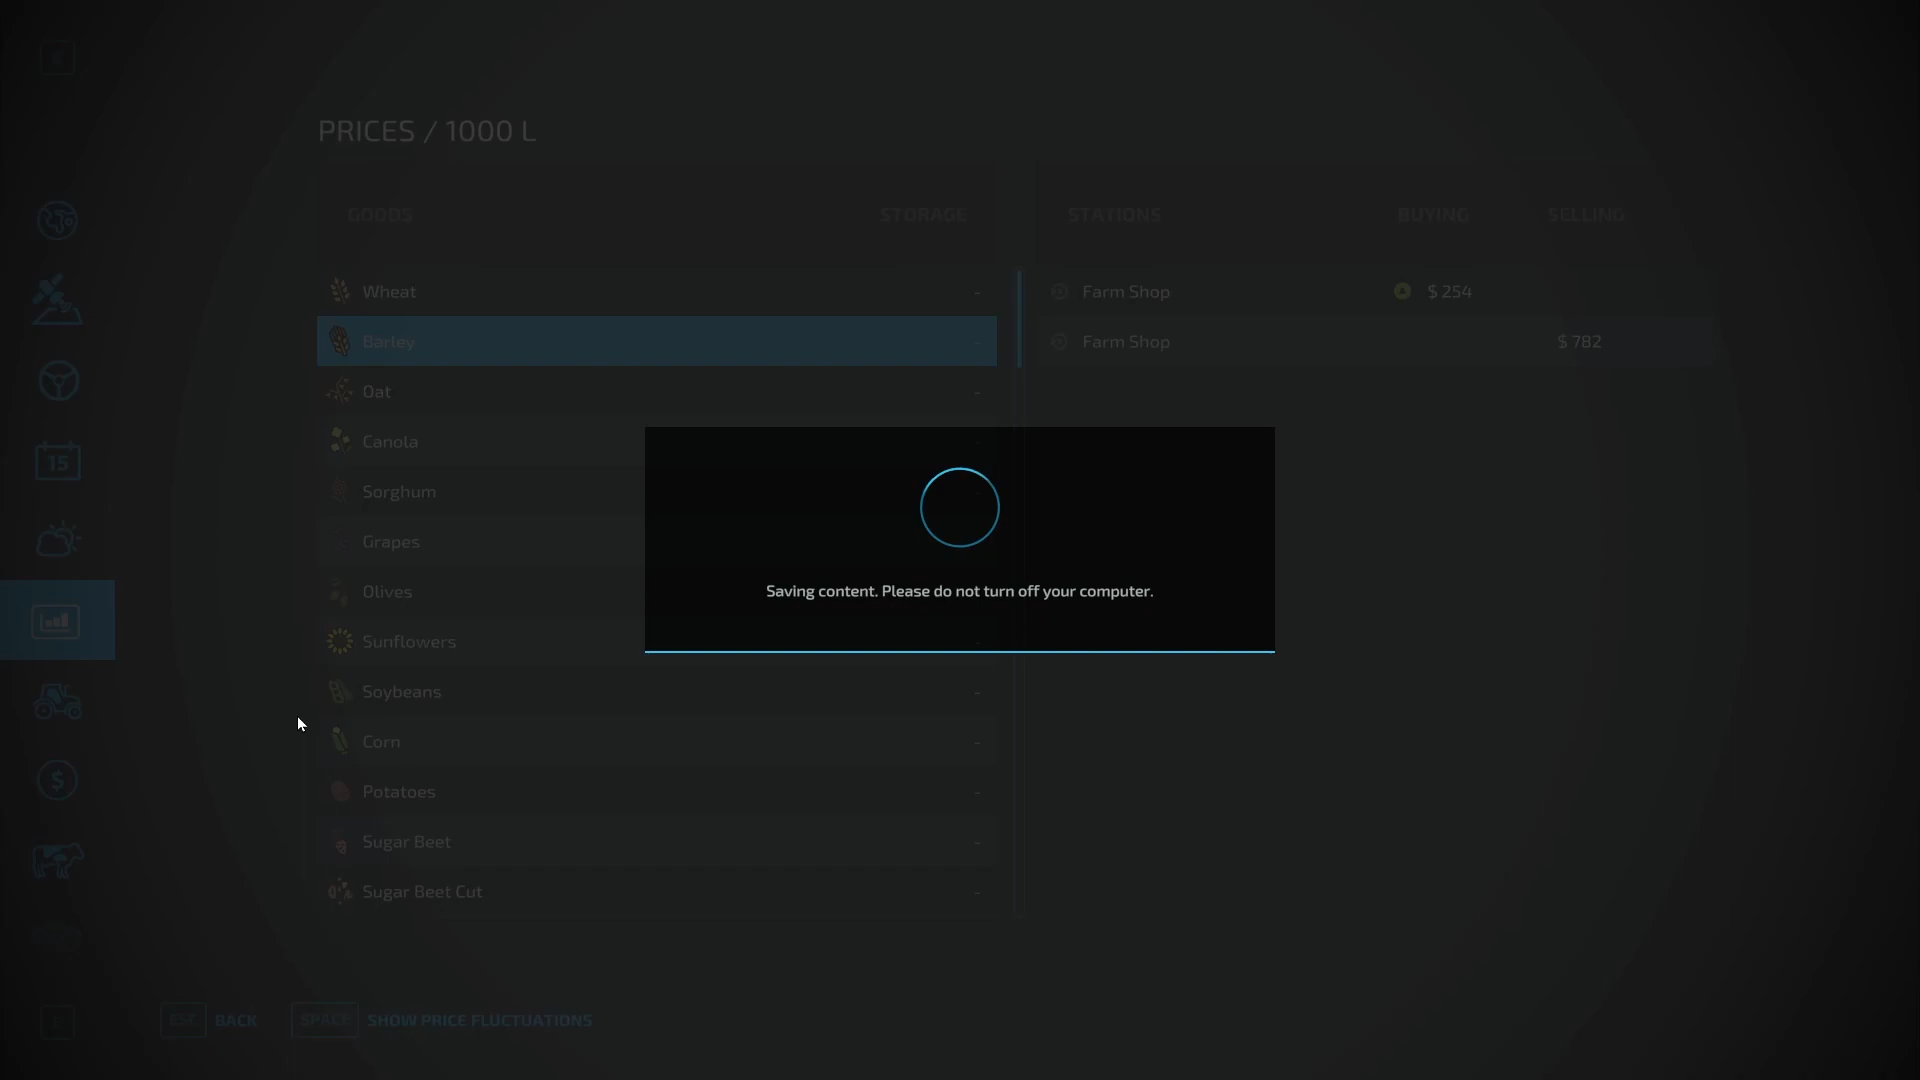 PRICES / 1000 L
GOODS STORAGE
STATIONS BUYING SELLING
Wheat -
Farm Shop $ 254
Barley -
Farm Shop $ 782
Oat -
Canola
Sorghum
Grapes
Olives
Sunflowers
Soybeans -
Corn -
Potatoes -
Sugar Beet -
Sugar Beet Cut -
Saving content. Please do not turn off your computer.
15
ESC BACK SPACE SHOW PRICE FLUCTUATIONS